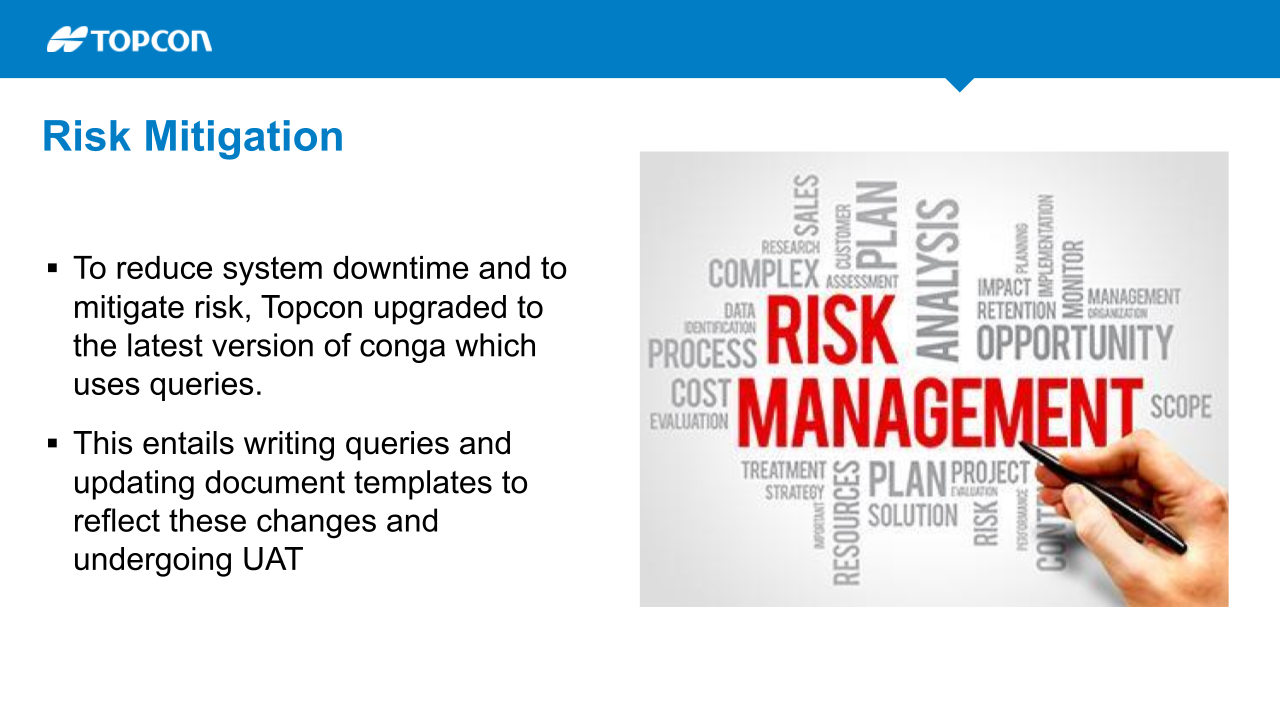 TOPCON
Risk Mitigation
▪ To reduce system downtime and to
mitigate risk, Topcon upgraded to
the latest version of conga which
uses queries.
▪ This entails writing queries and
updating document templates to
reflect these changes and
undergoing UAT
SALES
CUSTOMER
PLAN
ANALYSIS
RESEARCH
COMPLEX
ASSESSMENT
PLANNING
IMPLEMENTATION
MONITOR
IMPACT
RETENTION
MANAGEMENT
ORGANIZATION
OPPORTUNITY
DATA
IDENTIFICATION
PROCESS
RISK
COST
EVALUATION
MANAGEMENT
SCOPE
TREATMENT
STRATEGY
IMPORTANT
RESOURCES
PLAN
SOLUTION
PROJECT
EVALUATION
RISK
PERFORMANCE